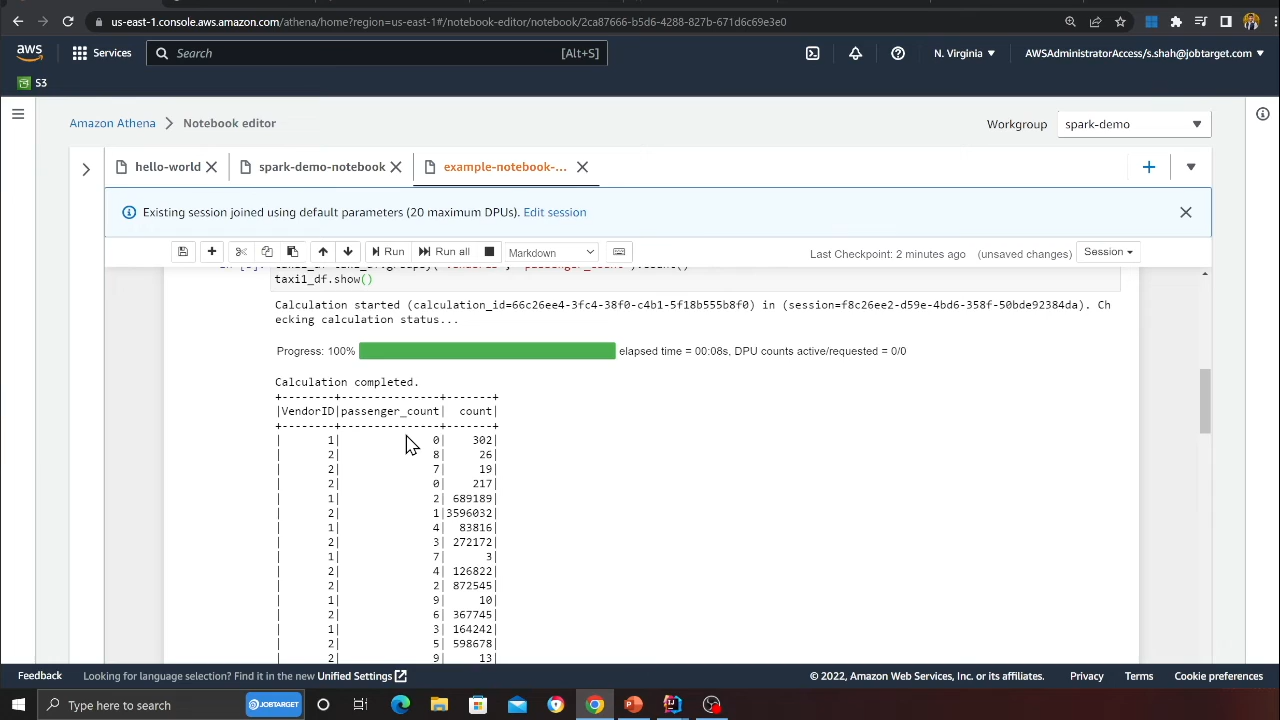 us-east-1.console.aws.amazon.com/athena/home?region=us-east-1#/notebook-editor/notebook/2ca87666-b5d6-4288-827b-671d6c69e3e0
aws Services Search [Alt+S] N. Virginia AWSAdministratorAccess/s.shah@jobtarget.com
S3
Amazon Athena Notebook editor Workgroup spark-demo
hello-world spark-demo-notebook example-notebook-...
Existing session joined using default parameters (20 maximum DPUs). Edit session
Run Run all Markdown Last Checkpoint: 2 minutes ago (unsaved changes) Session
taxi1_df.show()
Calculation started (calculation_id=66c26ee4-3fc4-38f0-c4b1-5f18b555b8f0) in (session=f8c26ee2-d59e-4bd6-358f-50bde92384da). Ch
ecking calculation status...
Progress: 100% elapsed time = 00:08s, DPU counts active/requested = 0/0
Calculation completed.
+--------+---------------+-------+
|VendorID|passenger_count| count|
+--------+---------------+-------+
| 1| 0| 302|
| 2| 8| 26|
| 2| 7| 19|
| 2| 0| 217|
| 1| 2| 689189|
| 2| 1|3596032|
| 1| 4| 83816|
| 2| 3| 272172|
| 1| 7| 3|
| 2| 4| 126822|
| 2| 2| 872545|
| 1| 9| 10|
| 2| 6| 367745|
| 1| 3| 164242|
| 2| 5| 598678|
| 2| 9| 13|
Feedback Looking for language selection? Find it in the new Unified Settings © 2022, Amazon Web Services, Inc. or its affiliates. Privacy Terms Cookie preferences
Type here to search JOBTARGET